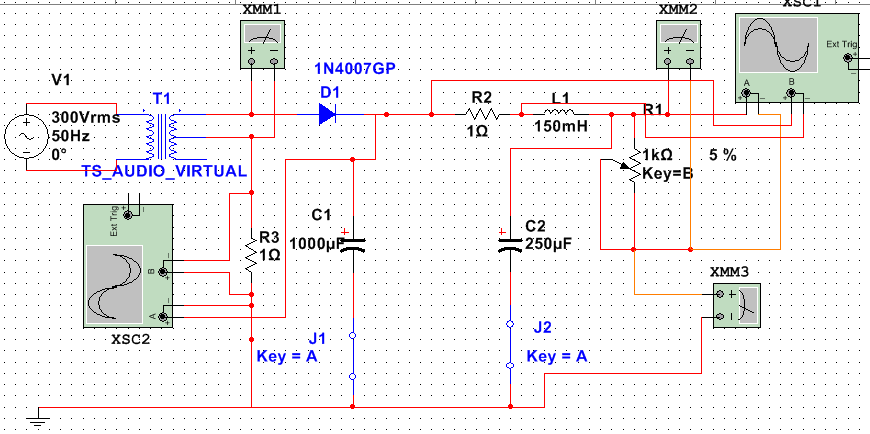 XMM1
XMM2
XSC1
Ext Trig
A
B
V1
300Vrms
50Hz
0°
T1
TS_AUDIO_VIRTUAL
1N4007GP
D1
R2
1Ω
L1
150mH
R1
1kΩ
Key=B
5 %
Ext Trig
B
A
XSC2
R3
1Ω
C1
1000µF
C2
250µF
J1
Key = A
J2
Key = A
XMM3